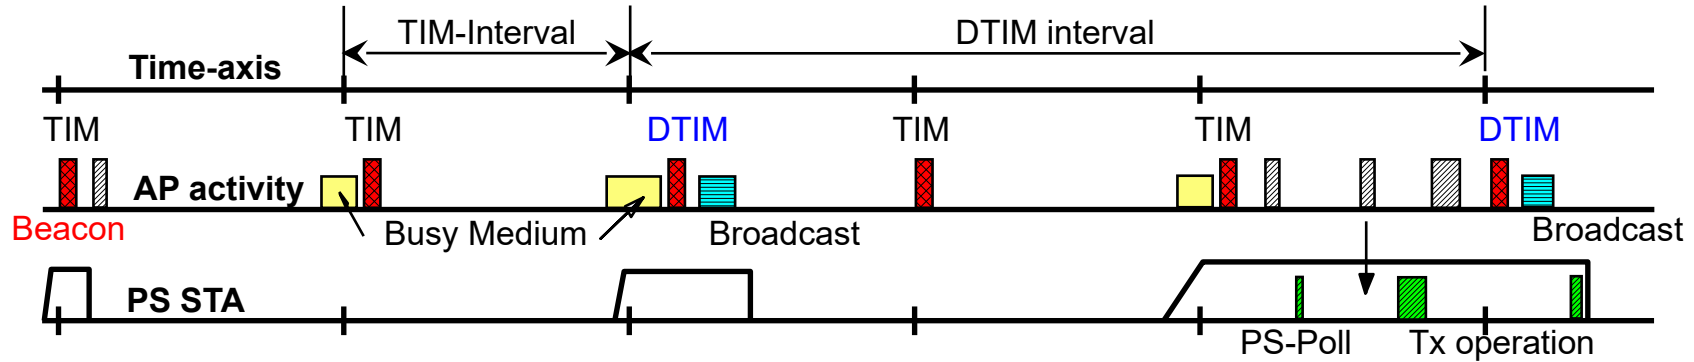 TIM-Interval DTIM interval
Time-axis
TIM TIM DTIM TIM TIM DTIM
AP activity
Beacon Busy Medium Broadcast Broadcast
PS STA
PS-Poll Tx operation